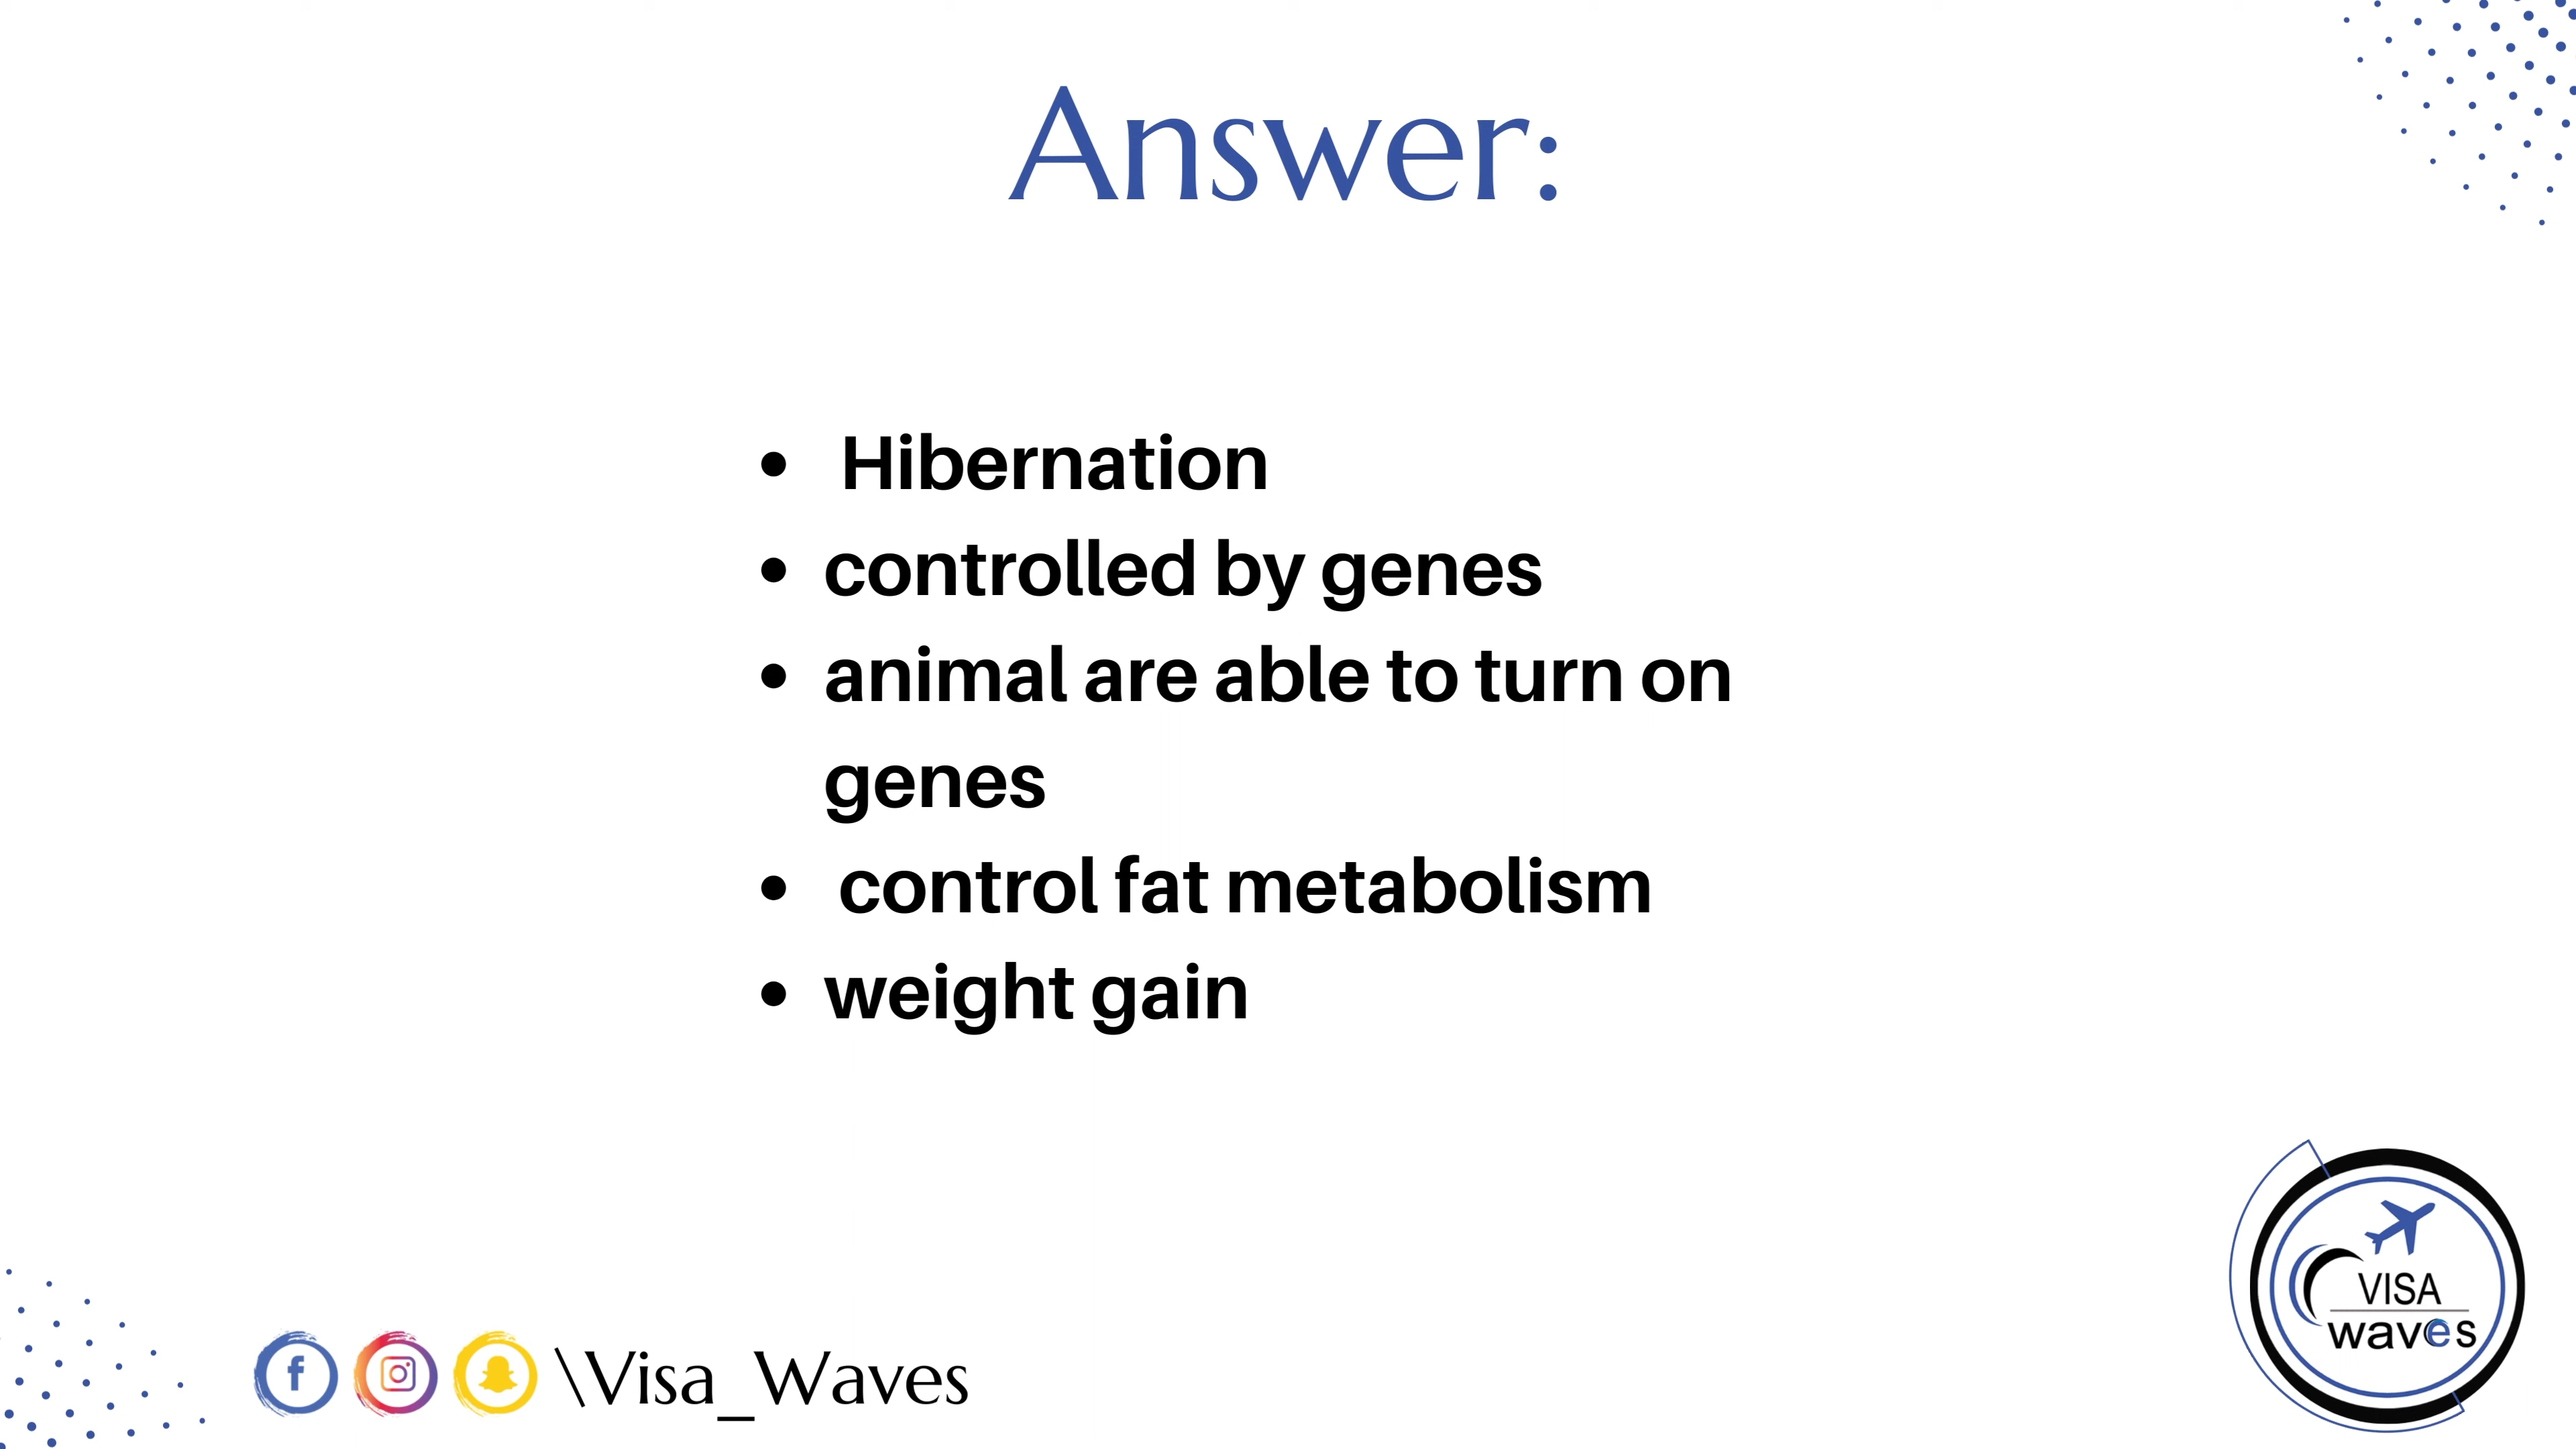 Answer:
• Hibernation
• controlled by genes
• animal are able to turn on
genes
• control fat metabolism
• weight gain
\Visa_Waves
VISA
waves